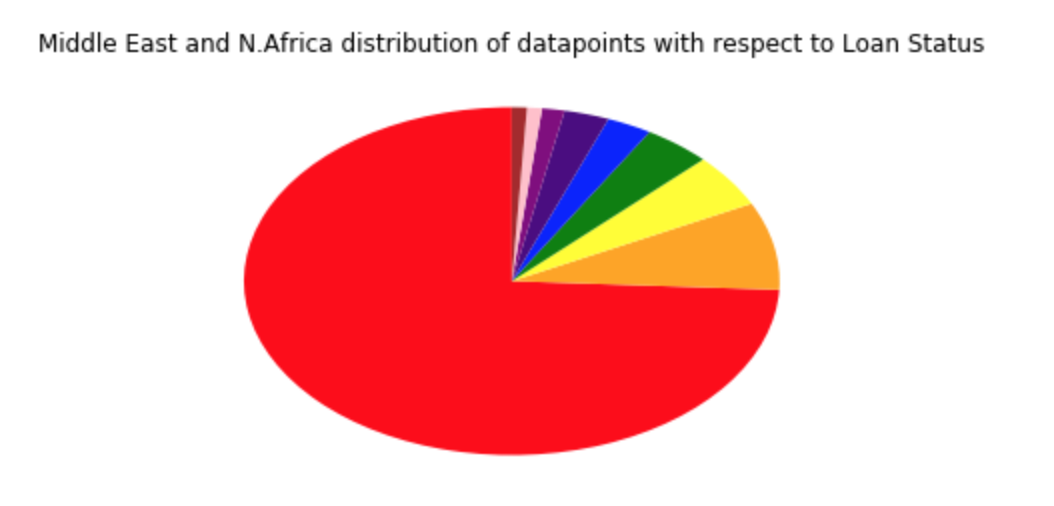 Middle East and N.Africa distribution of datapoints with respect to Loan Status